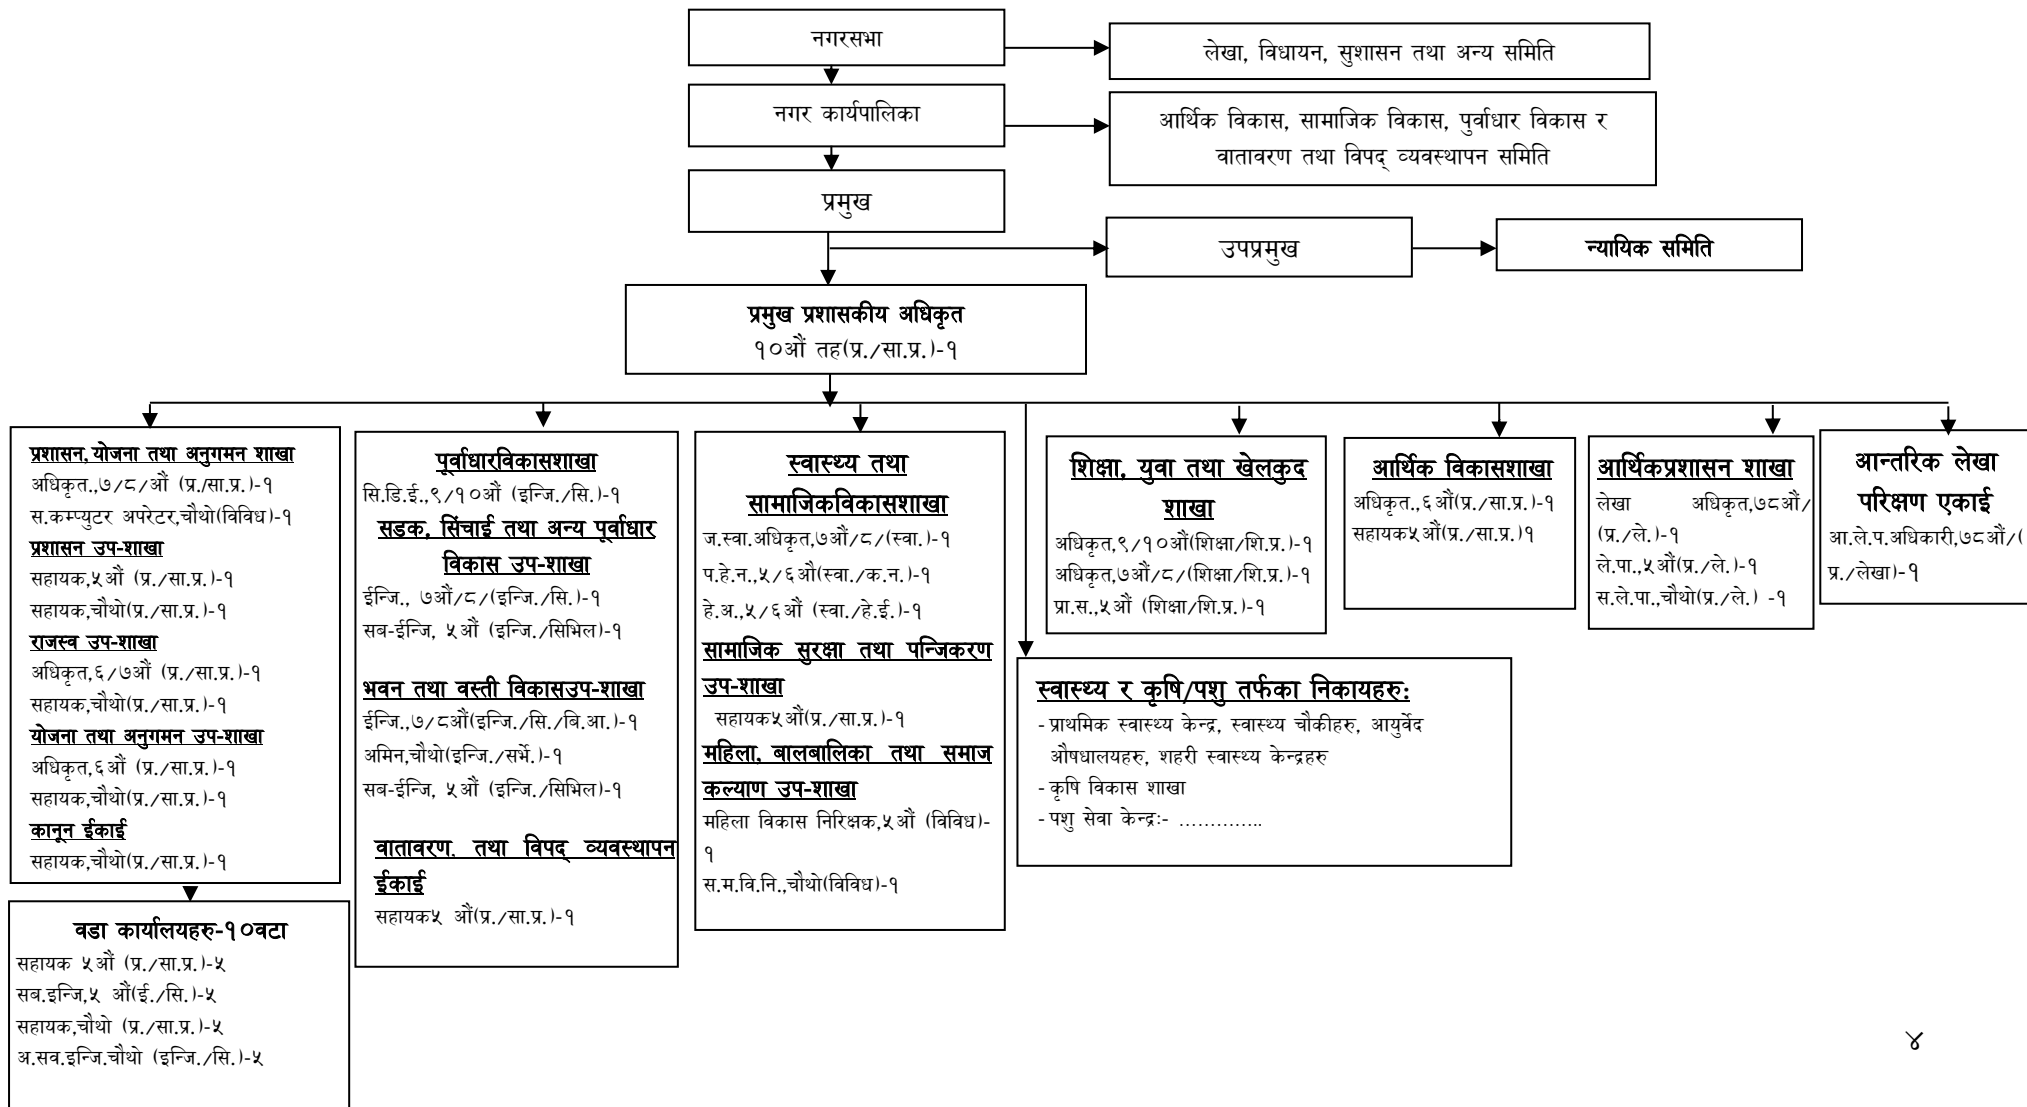 नगरसभा
लेखा, विधायन, सुशासन तथा अन्य समिति
नगर कार्यपालिका
आर्थिक विकास, सामाजिक विकास, पुर्वाधार विकास र
वातावरण तथा विपद् व्यवस्थापन समिति
प्रमुख
उपप्रमुख
न्यायिक समिति
प्रमुख प्रशासकीय अधिकृत
१०औं तह(प्र./सा.प्र.)-१
प्रशासन, योजना तथा अनुगमन शाखा
अधिकृत.,७/८/औं (प्र./सा.प्र.)-१
स.कम्प्युटर अपरेटर,चौथो(विविध)-१
प्रशासन उप-शाखा
सहायक,५औं (प्र./सा.प्र.)-१
सहायक,चौथो(प्र./सा.प्र.)-१
राजस्व उप-शाखा
अधिकृत,६/७औं (प्र./सा.प्र.)-१
सहायक,चौथो(प्र./सा.प्र.)-१
योजना तथा अनुगमन उप-शाखा
अधिकृत,६औं (प्र./सा.प्र.)-१
सहायक,चौथो(प्र./सा.प्र.)-१
कानून ईकाई
सहायक,चौथो(प्र./सा.प्र.)-१
वडा कार्यालयहरु-१०वटा
सहायक ५औं (प्र./सा.प्र.)-५
सब.इन्जि,५ औं(ई./सि.)-५
सहायक,चौथो (प्र./सा.प्र.)-५
अ.सव.इन्जि.चौथो (इन्जि./सि.)-५
पूर्वाधारविकासशाखा
सि.डि.ई.,९/१०औं (इन्जि./सि.)-१
सडक, सिंचाई तथा अन्य पूर्वाधार
विकास उप-शाखा
ईन्जि., ७औं/८/(इन्जि./सि.)-१
सब-ईन्जि, ५औं (इन्जि./सिभिल)-१
भवन तथा वस्ती विकासउप-शाखा
ईन्जि.,७/८औं(इन्जि./सि./बि.आ.)-१
अमिन,चौथो(इन्जि./सर्भे.)-१
सब-ईन्जि, ५औं (इन्जि./सिभिल)-१
वातावरण, तथा विपद् व्यवस्थापन
ईकाई
सहायक५ औं(प्र./सा.प्र.)-१
स्वास्थ्य तथा
सामाजिकविकासशाखा
ज.स्वा.अधिकृत,७औं/८/(स्वा.)-१
प.हे.न.,५/६औ(स्वा./क.न.)-१
हे.अ.,५/६औं (स्वा./हे.ई.)-१
सामाजिक सुरक्षा तथा पन्जिकरण
उप-शाखा
सहायक५औं(प्र./सा.प्र.)-१
महिला, बालबालिका तथा समाज
कल्याण उप-शाखा
महिला विकास निरिक्षक,५औं (विविध)-
१
स.म.वि.नि.,चौथो(विविध)-१
शिक्षा, युवा तथा खेलकुद
शाखा
अधिकृत,९/१०औं(शिक्षा/शि.प्र.)-१
अधिकृत,७औं/८/(शिक्षा/शि.प्र.)-१
प्रा.स.,५औं (शिक्षा/शि.प्र.)-१
स्वास्थ्य र कृषि/पशु तर्फका निकायहरु:
- प्राथमिक स्वास्थ्य केन्द्र, स्वास्थ्य चौकीहरु, आयुर्वेद
औषधालयहरु, शहरी स्वास्थ्य केन्द्रहरु
- कृषि विकास शाखा
- पशु सेवा केन्द्रः- .............
आर्थिक विकासशाखा
अधिकृत.,६औं(प्र./सा.प्र.)-१
सहायक५औं(प्र./सा.प्र.)१
आर्थिकप्रशासन शाखा
लेखा अधिकृत,७८औं/
(प्र./ले.)-१
ले.पा.,५औं(प्र./ले.)-१
स.ले.पा.,चौथो(प्र./ले.) -१
आन्तरिक लेखा
परिक्षण एकाई
आ.ले.प.अधिकारी,७८औं/(
प्र./लेखा)-१
४